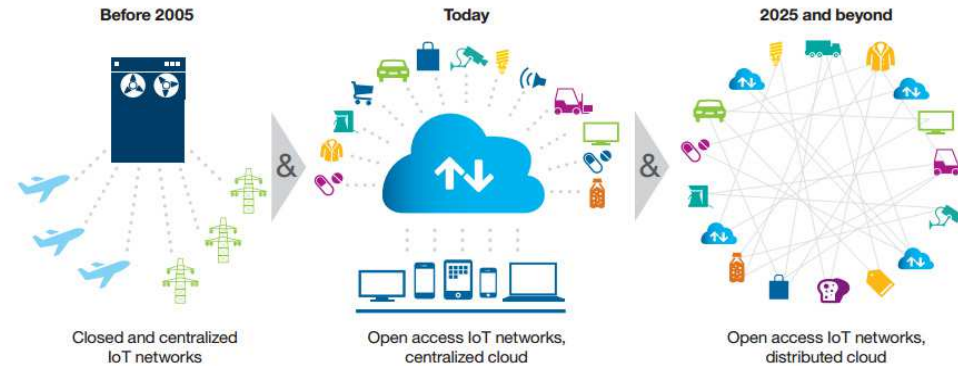 Before 2005
Today
2025 and beyond
&
&
Closed and centralized
IoT networks
Open access IoT networks,
centralized cloud
Open access IoT networks,
distributed cloud